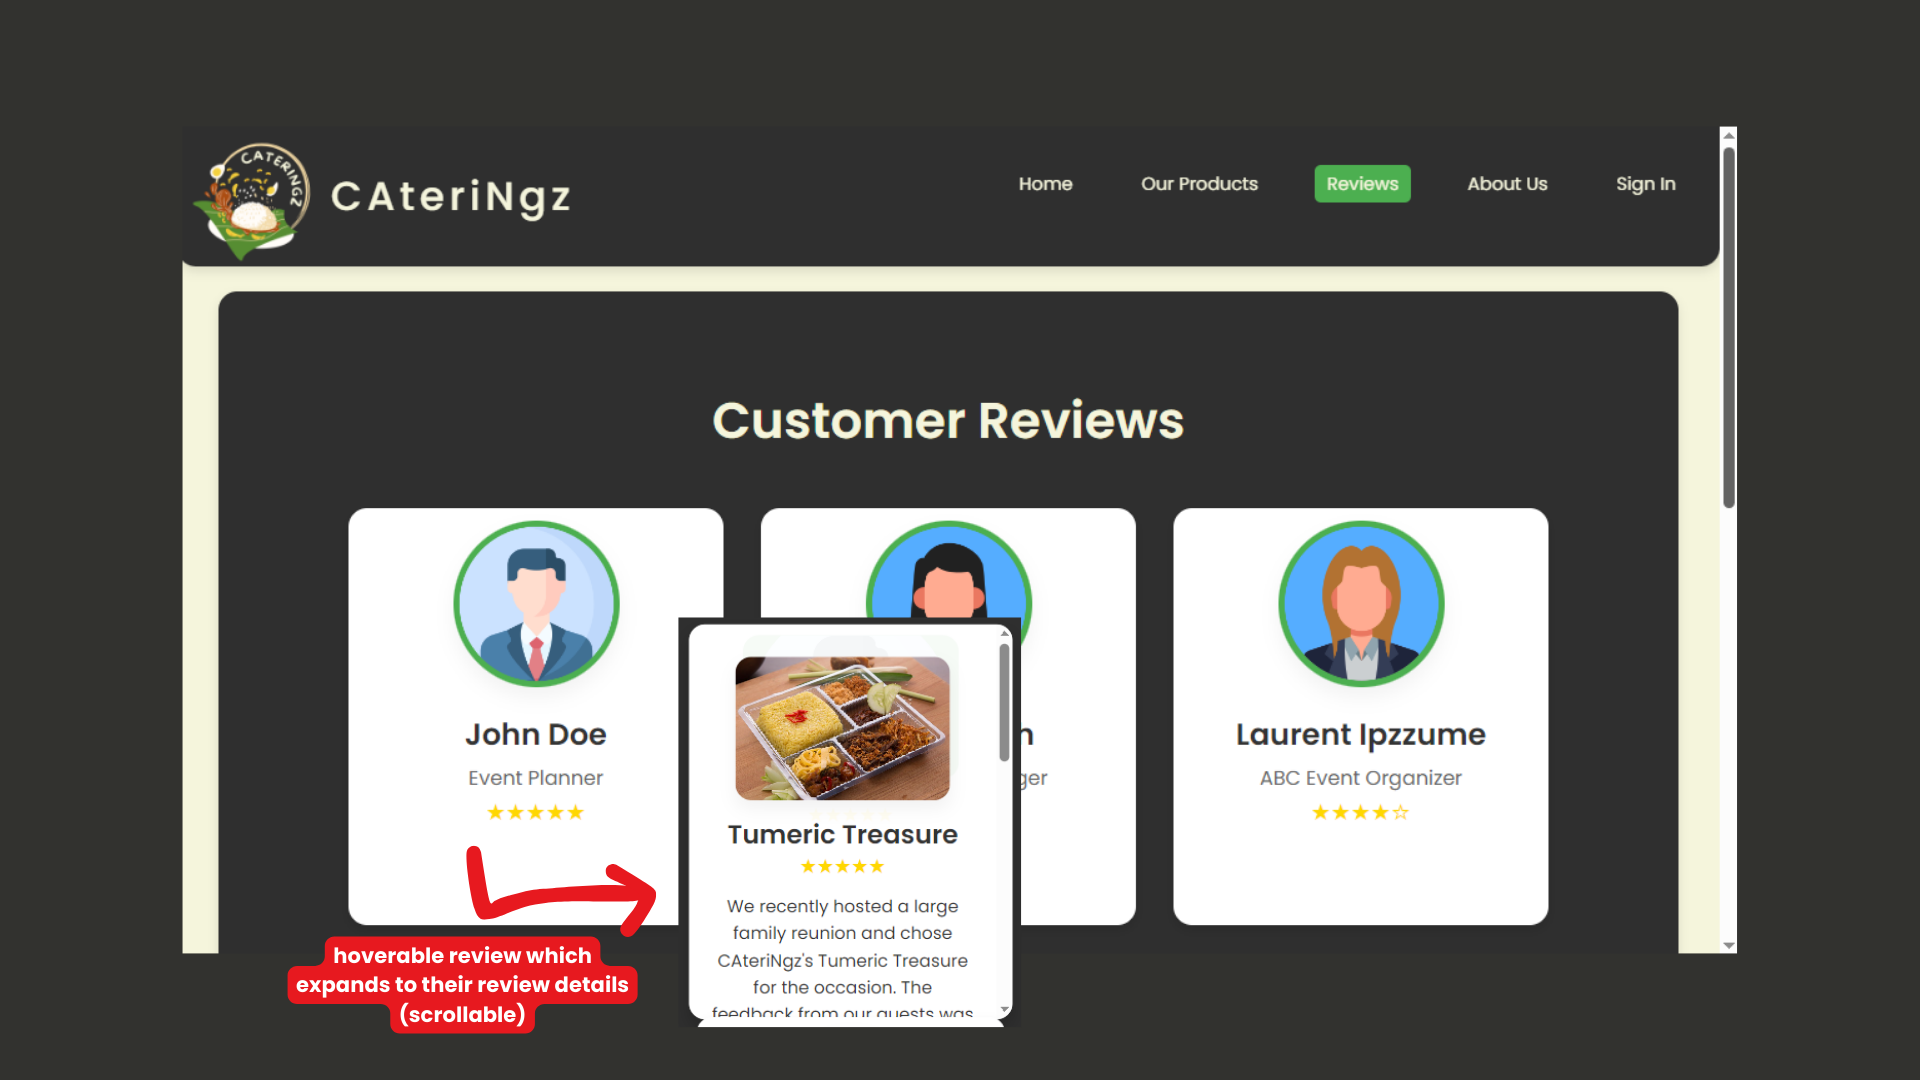 CATERINGZ
CAteriNgz
Home
Our Products
Reviews
About Us
Sign In
Customer Reviews
John Doe
Event Planner
★★★★★
n
ger
Laurent Ipzzume
ABC Event Organizer
★★★★☆
Tumeric Treasure
★★★★★
We recently hosted a large
family reunion and chose
CAteriNgz's Tumeric Treasure
for the occasion. The
feedback from our guests was
hoverable review which
expands to their review details
(scrollable)